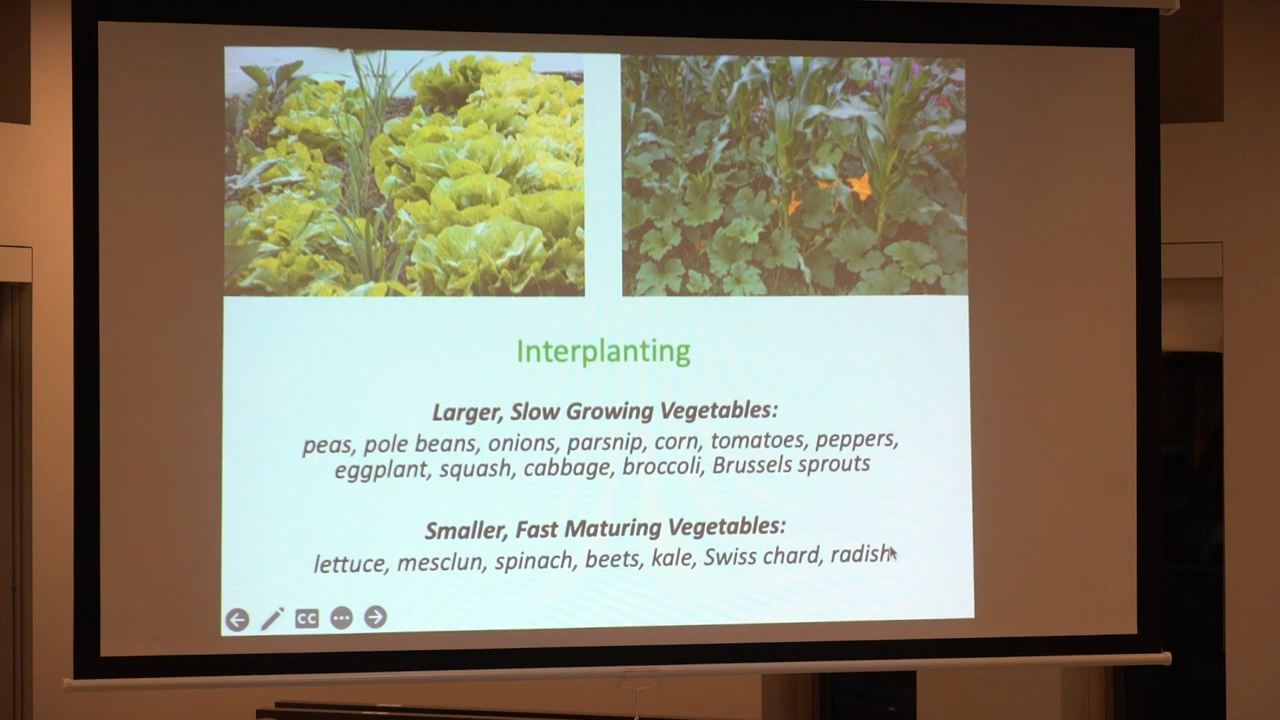 Interplanting
Larger, Slow Growing Vegetables:
peas, pole beans, onions, parsnip, corn, tomatoes, peppers,
eggplant, squash, cabbage, broccoli, Brussels sprouts
Smaller, Fast Maturing Vegetables:
lettuce, mesclun, spinach, beets, kale, Swiss chard, radish
CC